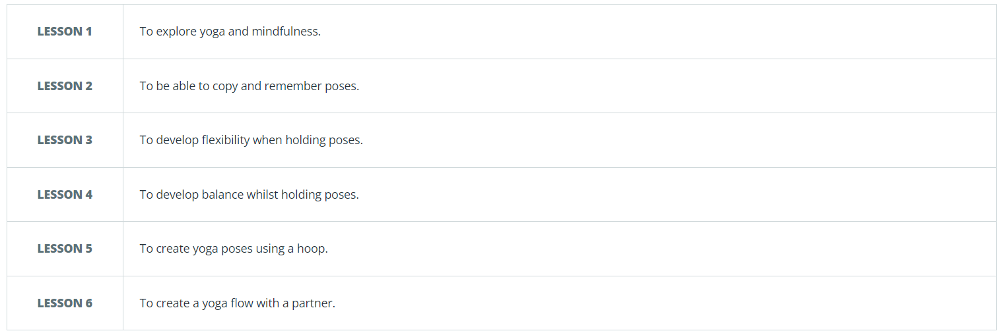 LESSON 1 To explore yoga and mindfulness.
LESSON 2 To be able to copy and remember poses.
LESSON 3 To develop flexibility when holding poses.
LESSON 4 To develop balance whilst holding poses.
LESSON 5 To create yoga poses using a hoop.
LESSON 6 To create a yoga flow with a partner.